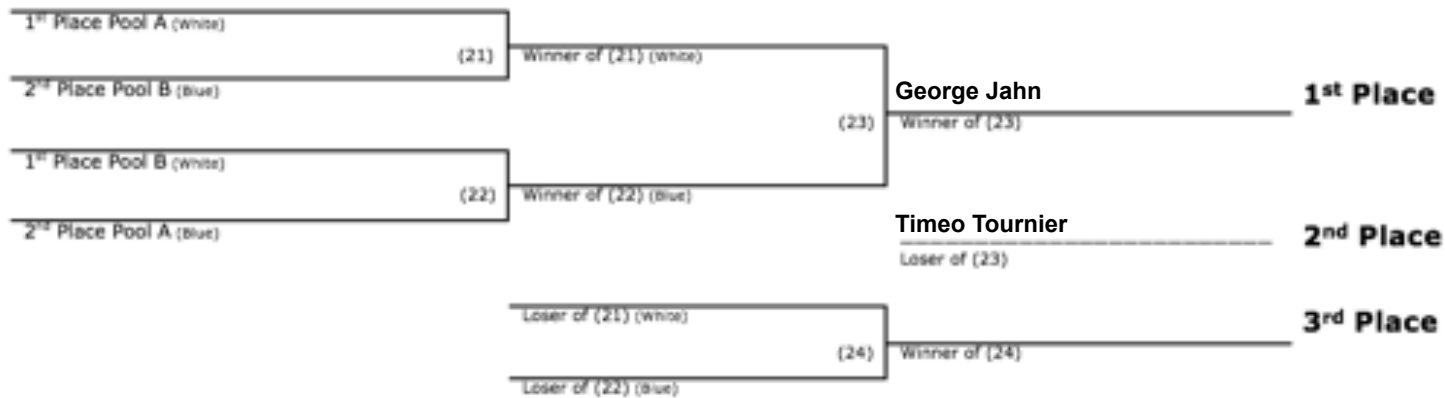 1st Place Pool A (White)
(21)
2nd Place Pool B (Blue)
Winner of (21) (White)
1st Place Pool B (White)
(22)
2nd Place Pool A (Blue)
Winner of (22) (Blue)
(23)
George Jahn
Winner of (23)
1st Place
Timeo Tournier
Loser of (23)
2nd Place
Loser of (21) (White)
(24)
Loser of (22) (Blue)
Winner of (24)
3rd Place